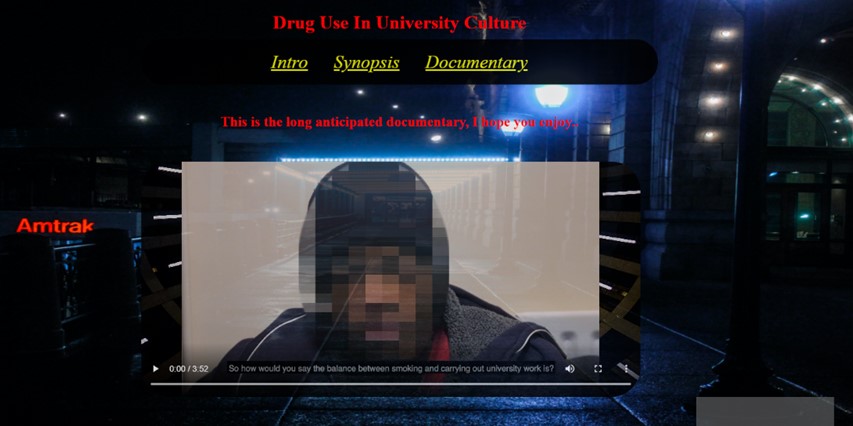 Drug Use In University Culture
Intro Synopsis Documentary
This is the long anticipated documentary, I hope you enjoy..
Amtrak
So how would you say the balance between smoking and carrying out university work is?
0:00 / 3:52